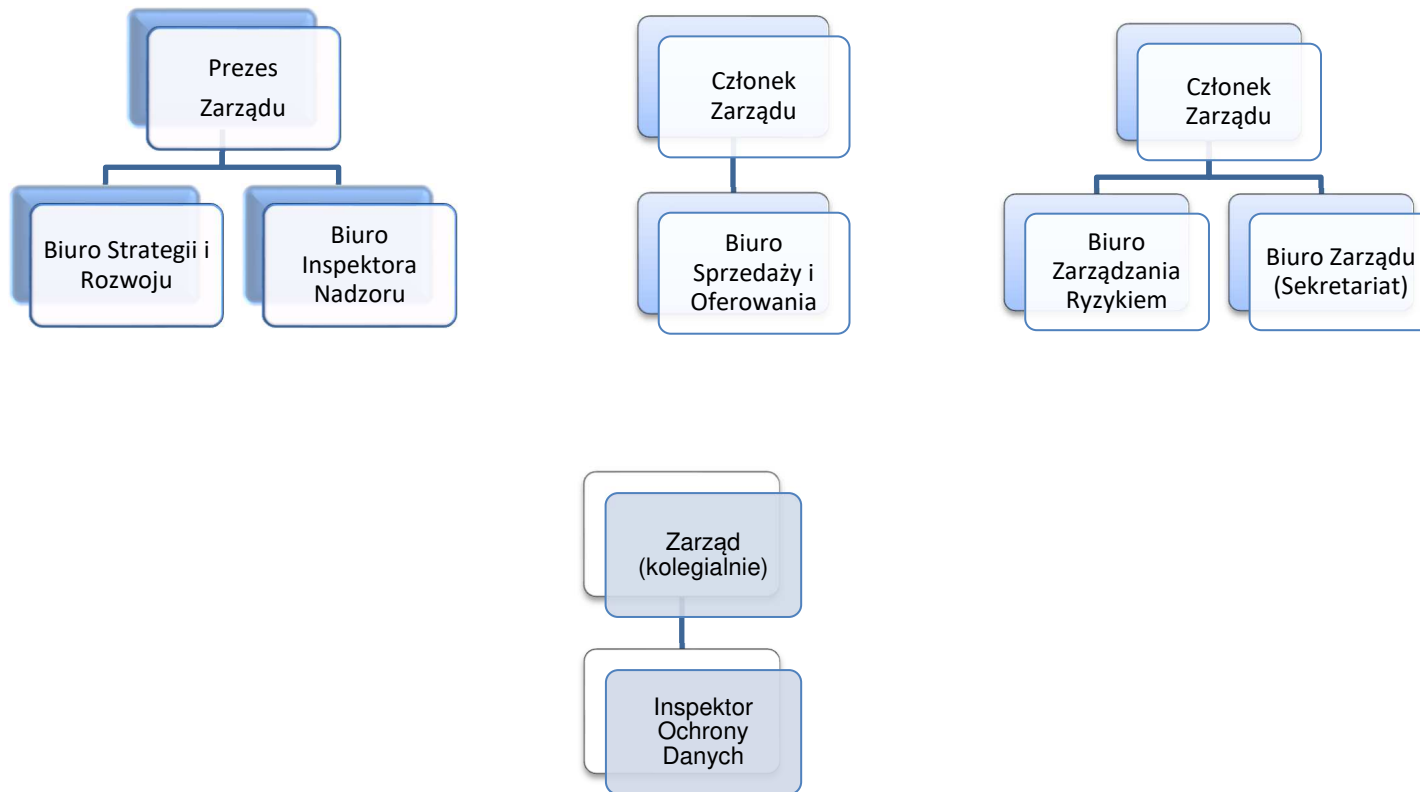 Prezes
Zarządu
Biuro Strategii i
Rozwoju
Biuro
Inspektora
Nadzoru
Członek
Zarządu
Biuro
Sprzedaży i
Oferowania
Członek
Zarządu
Biuro
Zarządzania
Ryzykiem
Biuro Zarządu
(Sekretariat)
Zarząd
(kolegialnie)
Inspektor
Ochrony
Danych